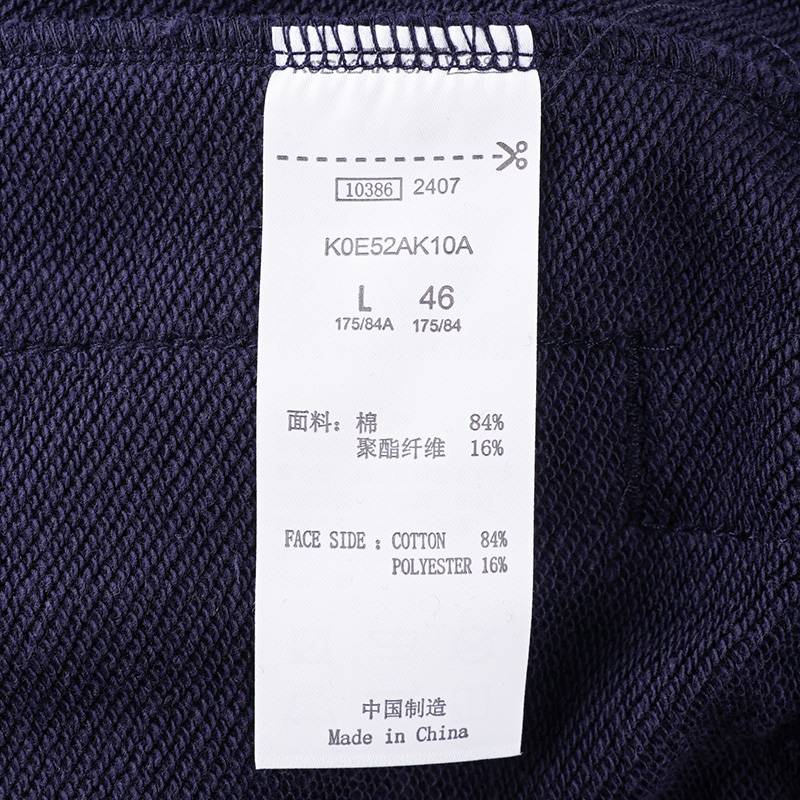 10386 2407
K0E52AK10A
L 46
175/84A 175/84
面料：棉 84%
聚酯纤维 16%
FACE SIDE : COTTON 84%
POLYESTER 16%
中国制造
Made in China